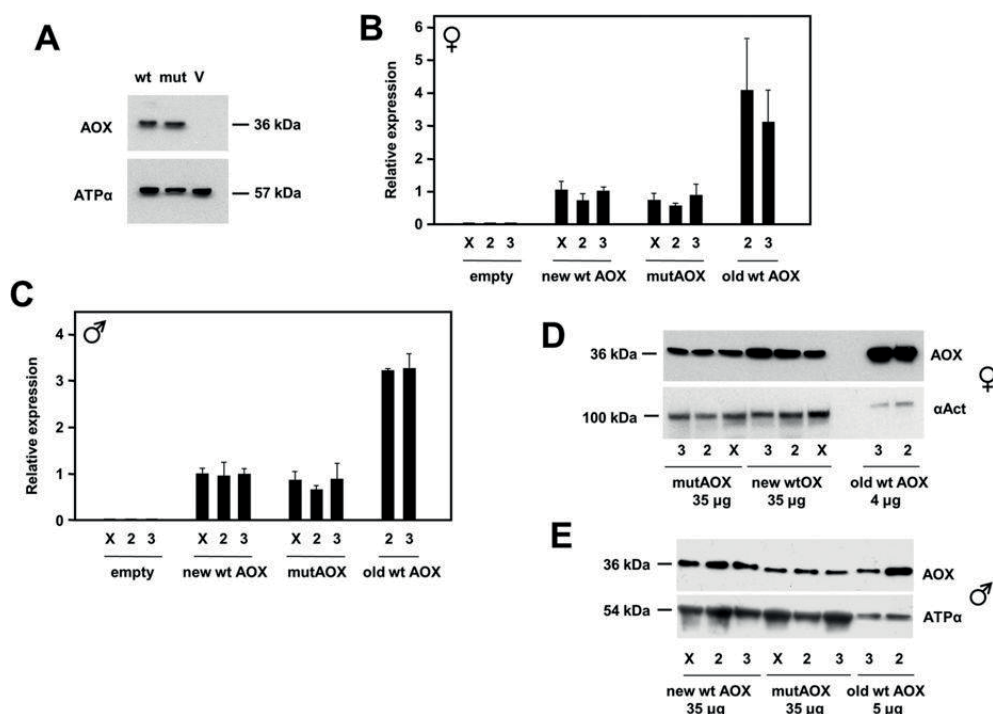 A
wt mut V
AOX
36 kDa
ATPα
57 kDa
B
♀
Relative expression
6
5
4
3
2
1
0
X 2 3 X 2 3 X 2 3 2 3
empty new wt AOX mutAOX old wt AOX
C
♂
Relative expression
4
3
2
1
0
X 2 3 X 2 3 X 2 3 2 3
empty new wt AOX mutAOX old wt AOX
D
36 kDa AOX
♀
100 kDa αAct
3 2 X 3 2 X 3 2
mutAOX new wtOX old wt AOX
35 µg 35 µg 4 µg
E
36 kDa AOX
♂
54 kDa ATPα
X 2 3 X 2 3 3 2
new wt AOX mutAOX old wt AOX
35 µg 35 µg 5 µg